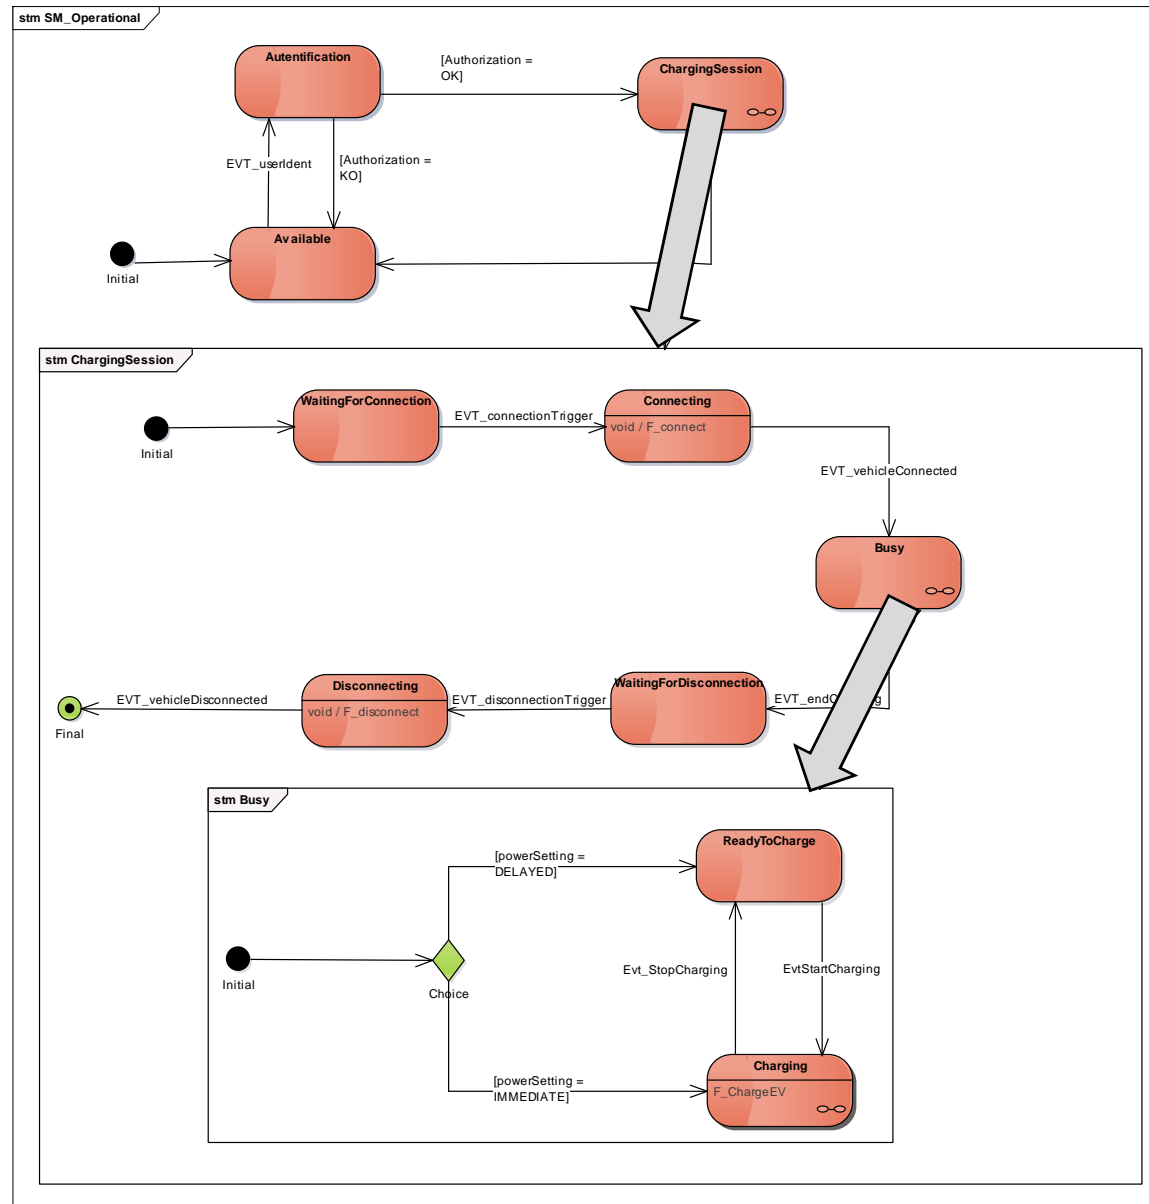 stm SM_Operational
Autentification
[Authorization =
OK]
ChargingSession
EVT_userIdent
[Authorization =
KO]
Available
Initial
stm ChargingSession
WaitingForConnection
EVT_connectionTrigger
Connecting
void / F_connect
Initial
EVT_vehicleConnected
Busy
EVT_vehicleDisconnected
Disconnecting
void / F_disconnect
EVT_disconnectionTrigger
WaitingForDisconnection
Final
stm Busy
[powerSetting =
DELAYED]
ReadyToCharge
Initial
Choice
Evt_StopCharging
EvtStartCharging
[powerSetting =
IMMEDIATE]
Charging
F_ChargeEV